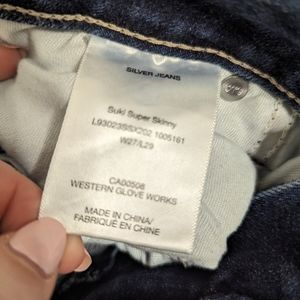 SILVER JEANS
Suki Super Skinny
L93023SSX202 1005161
W27/L29
CA00508
WESTERN GLOVE WORKS
MADE IN CHINA/
FABRIQUÉ EN CHINE